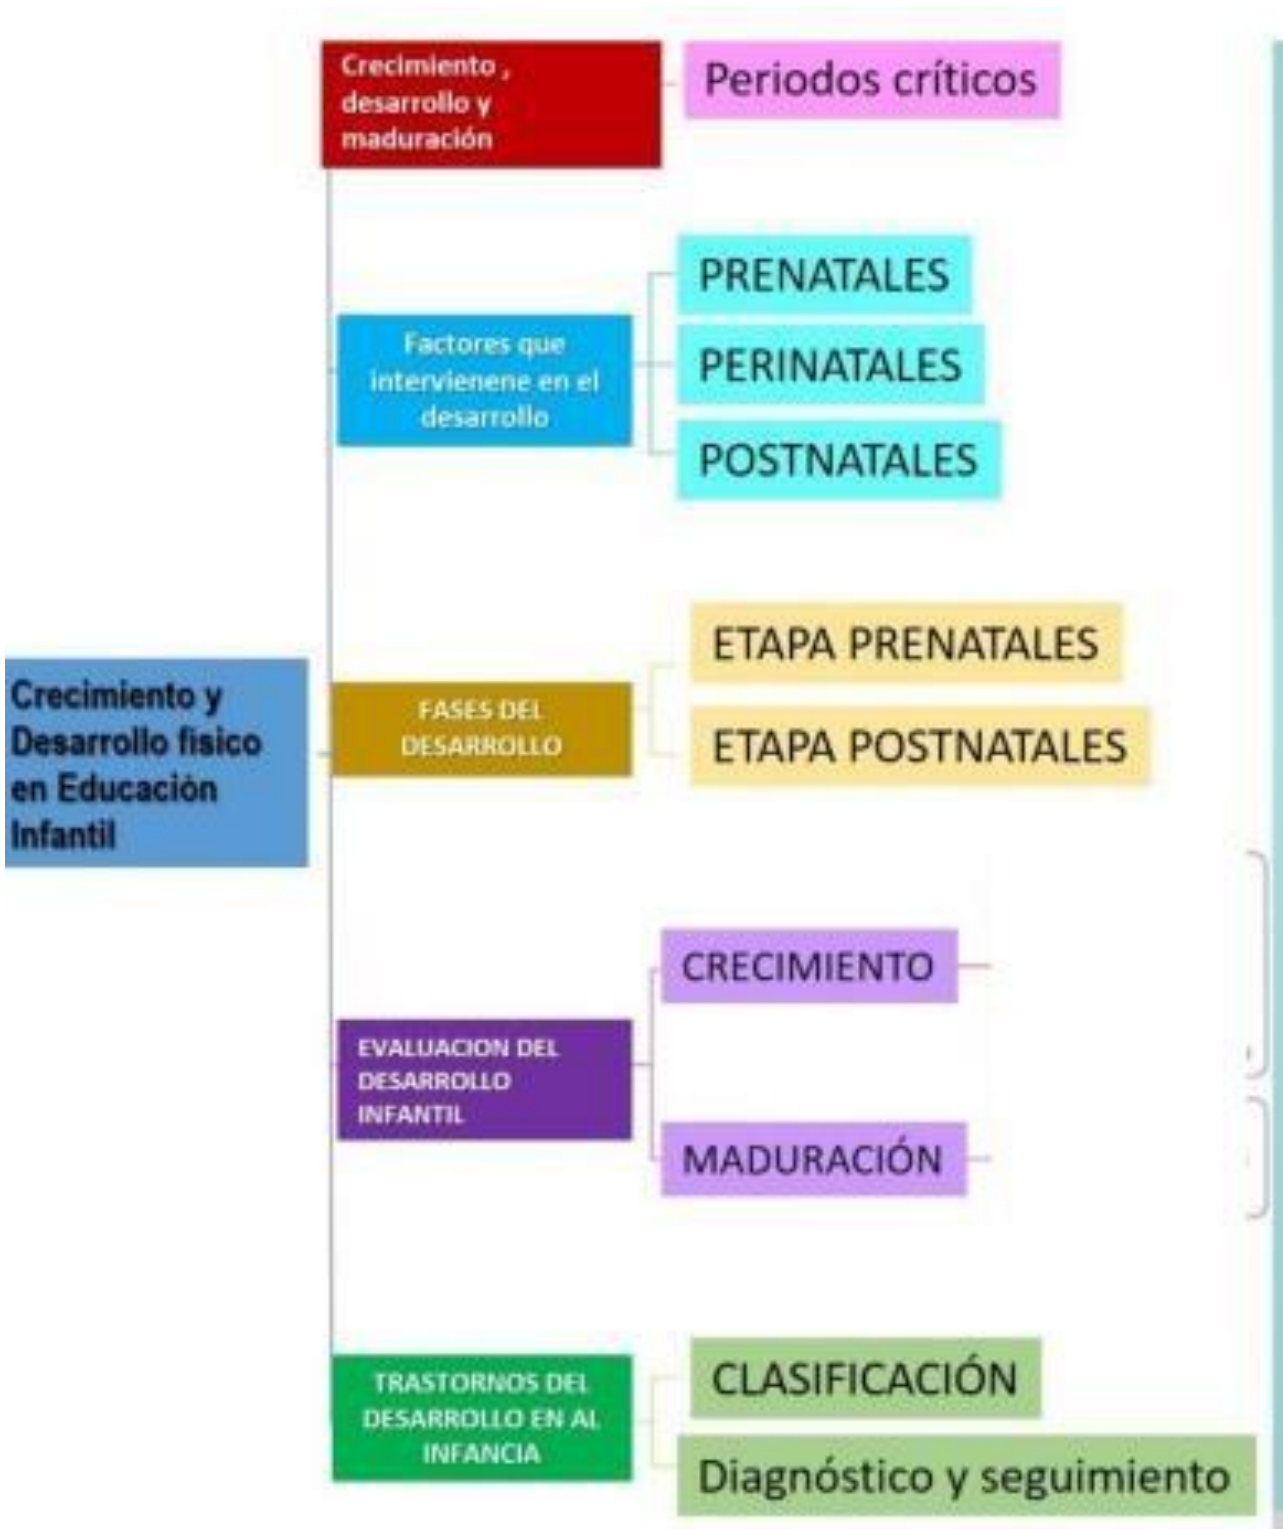 Crecimiento ,
desarrollo y
maduración
Periodos críticos
PRENATALES
Factores que
intervienene en el
desarrollo
PERINATALES
POSTNATALES
ETAPA PRENATALES
Crecimiento y
Desarrollo fisico
en Educación
Infantil
FASES DEL
DESARROLLO
ETAPA POSTNATALES
CRECIMIENTO
EVALUACION DEL
DESARROLLO
INFANTIL
MADURACIÓN
TRASTORNOS DEL
DESARROLLO EN AL
INFANCIA
CLASIFICACIÓN
Diagnóstico y seguimiento